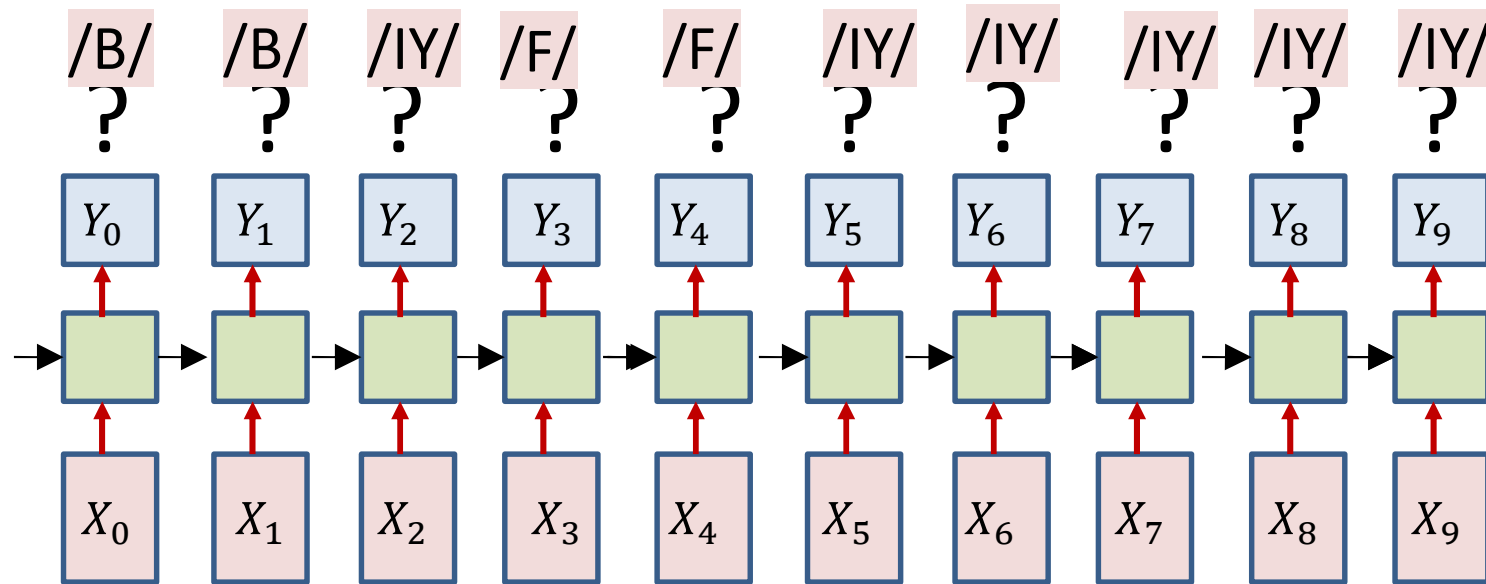 /B/ /B/ /IY/ /F/ /F/ /IY/ /IY/ /IY/ /IY/ /IY/
? ? ? ? ? ? ? ? ? ?
Y₀ Y₁ Y₂ Y₃ Y₄ Y₅ Y₆ Y₇ Y₈ Y₉
X₀ X₁ X₂ X₃ X₄ X₅ X₆ X₇ X₈ X₉